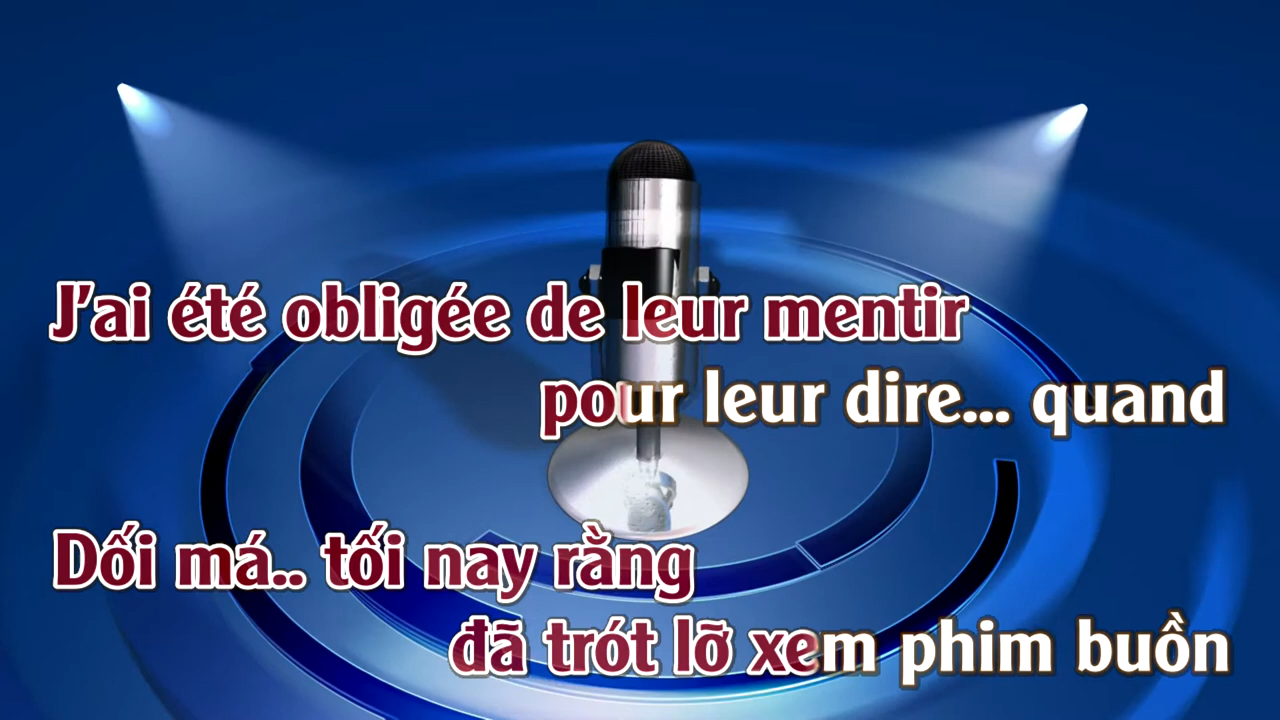 J'ai été obligée de leur mentir
pour leur dire... quand
Dối má.. tối nay rằng
đã trót lỡ xem phim buồn